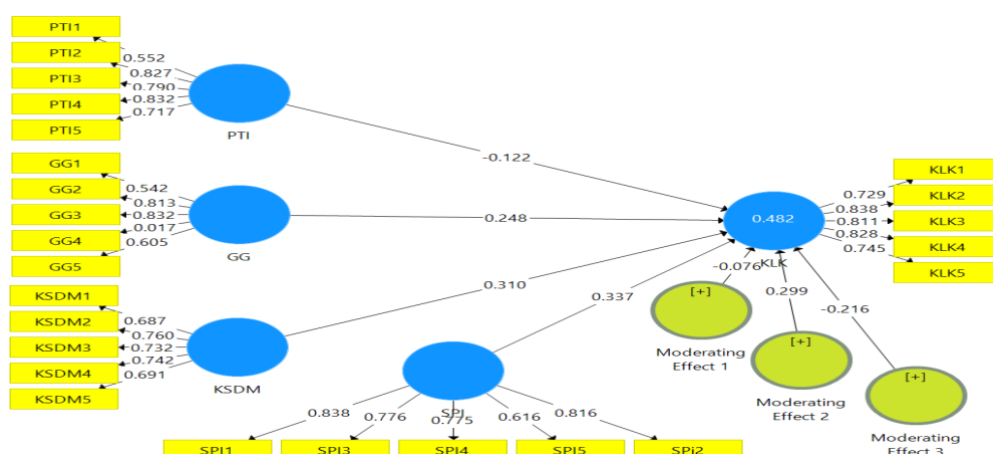 PTI1
PTI2
PTI3
PTI4
PTI5
0.552
0.827
0.790
0.832
0.717
PTI
-0.122
GG1
GG2
GG3
GG4
GG5
0.542
0.813
0.832
0.017
0.605
GG
0.248
KSDM1
KSDM2
KSDM3
KSDM4
KSDM5
0.687
0.760
0.732
0.742
0.691
KSDM
0.310
0.337
SPI
0.838
0.776
0.775
0.616
0.816
SPI1
SPI3
SPI4
SPI5
SPi2
0.482
KLK
0.729
0.838
0.811
0.828
0.745
KLK1
KLK2
KLK3
KLK4
KLK5
-0.076
0.299
-0.216
[+]
Moderating
Effect 1
[+]
Moderating
Effect 2
[+]
Moderating
Effect 3